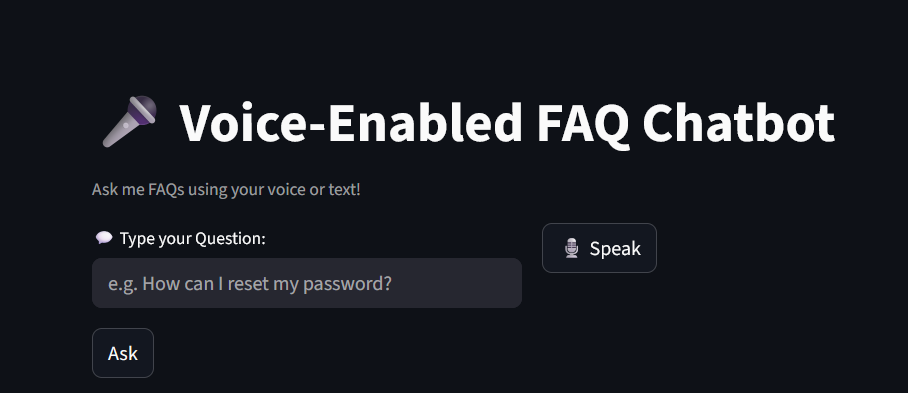 🎤 Voice-Enabled FAQ Chatbot
Ask me FAQs using your voice or text!
💬 Type your Question:
🎙️ Speak
e.g. How can I reset my password?
Ask